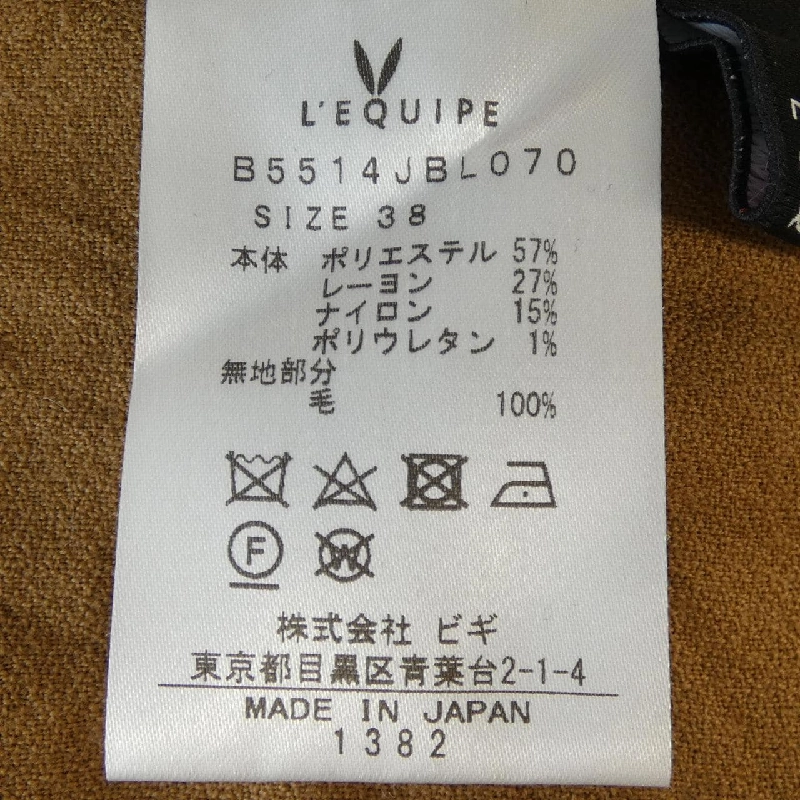 L'EQUIPE
B5514JBL070
SIZE 38
本体 ポリエステル 57%
レーヨン 27%
ナイロン 15%
ポリウレタン 1%
無地部分
毛 100%
F
W
株式会社 ビギ
東京都目黒区青葉台2-1-4
MADE IN JAPAN
1382